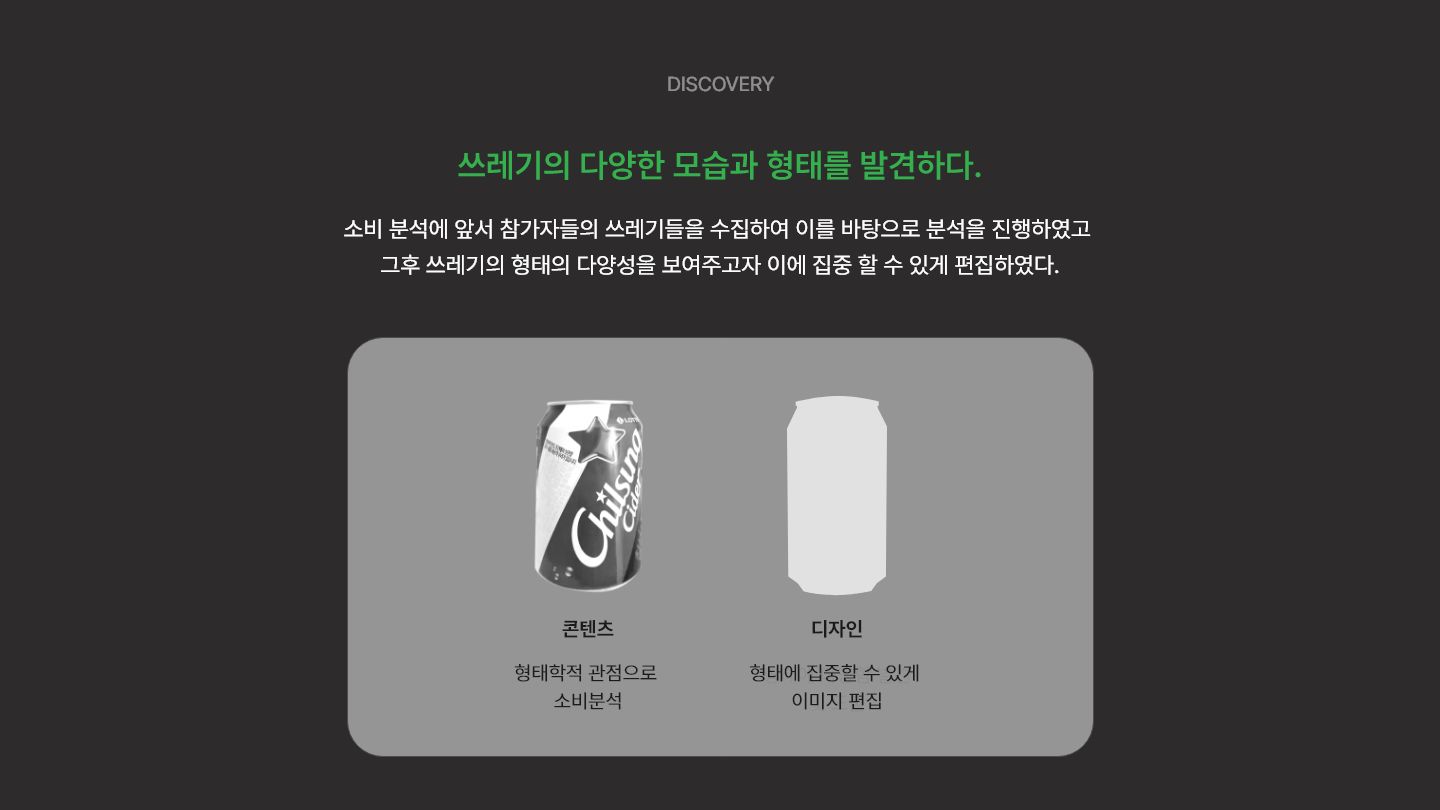 DISCOVERY
쓰레기의 다양한 모습과 형태를 발견하다.
소비 분석에 앞서 참가자들의 쓰레기들을 수집하여 이를 바탕으로 분석을 진행하였고
그후 쓰레기의 형태의 다양성을 보여주고자 이에 집중 할 수 있게 편집하였다.
LOTTE
Chilsung
Cider
콘텐츠
디자인
형태학적 관점으로
소비분석
형태에 집중할 수 있게
이미지 편집